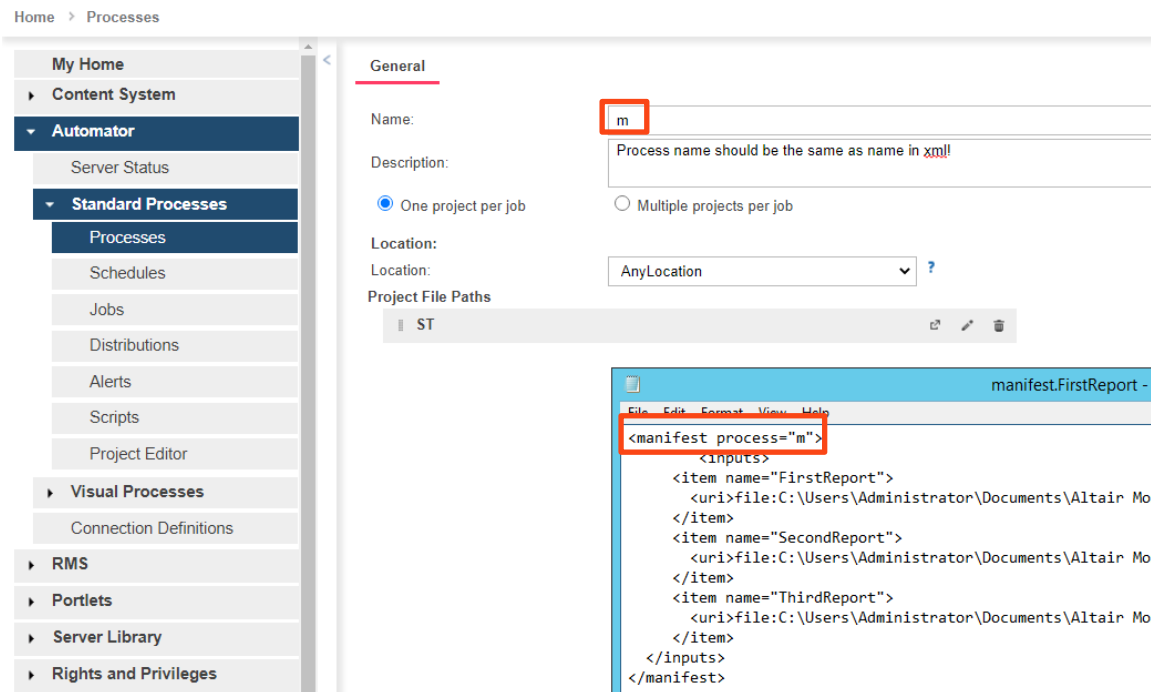 Home > Processes
My Home
Content System
Automator
Server Status
Standard Processes
Processes
Schedules
Jobs
Distributions
Alerts
Scripts
Project Editor
Visual Processes
Connection Definitions
RMS
Portlets
Server Library
Rights and Privileges
<
General
Name:
m
Description:
Process name should be the same as name in xml!
One project per job
Multiple projects per job
Location:
Location:
AnyLocation
?
Project File Paths
ST
manifest.FirstReport -
File Edit Format View Help
<manifest process="m">
<inputs>
<item name="FirstReport">
<uri>file:C:\Users\Administrator\Documents\Altair Mo
</item>
<item name="SecondReport">
<uri>file:C:\Users\Administrator\Documents\Altair Mo
</item>
<item name="ThirdReport">
<uri>file:C:\Users\Administrator\Documents\Altair Mo
</item>
</inputs>
</manifest>